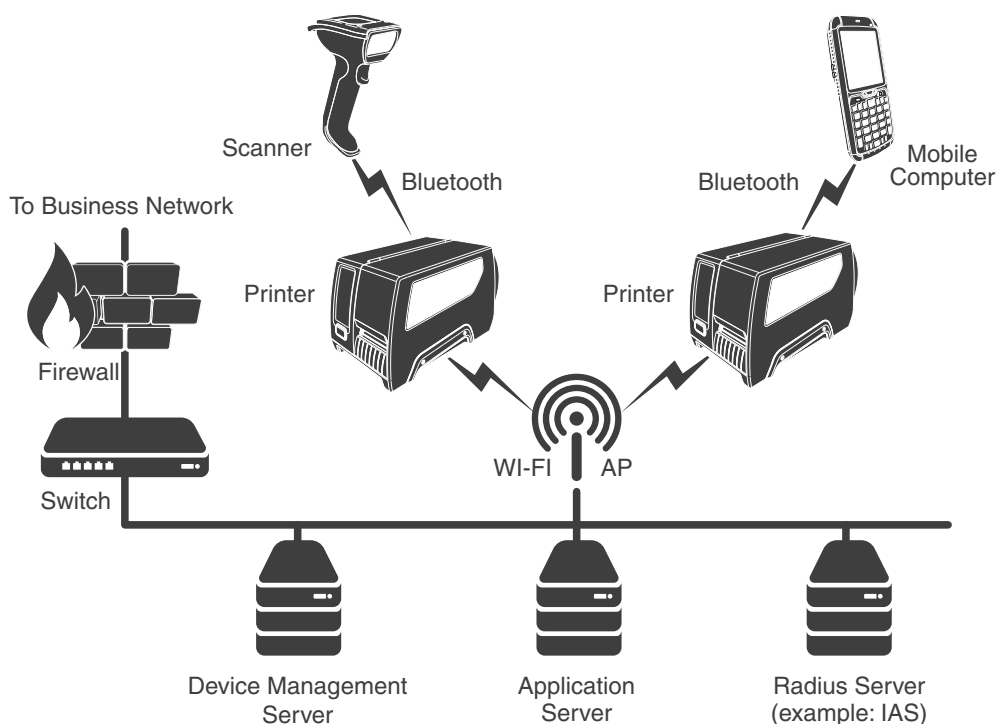 Scanner
Bluetooth
Bluetooth
Mobile
Computer
To Business Network
Printer
Printer
Firewall
WI-FI
AP
Switch
Device Management
Server
Application
Server
Radius Server
(example: IAS)